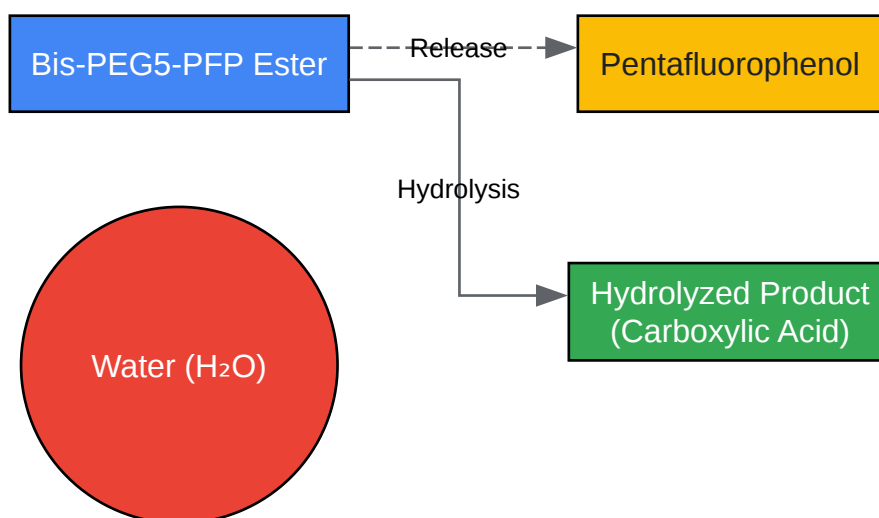 Bis-PEG5-PFP Ester
Release
Pentafluorophenol
Hydrolysis
Hydrolyzed Product
(Carboxylic Acid)
Water (H₂O)